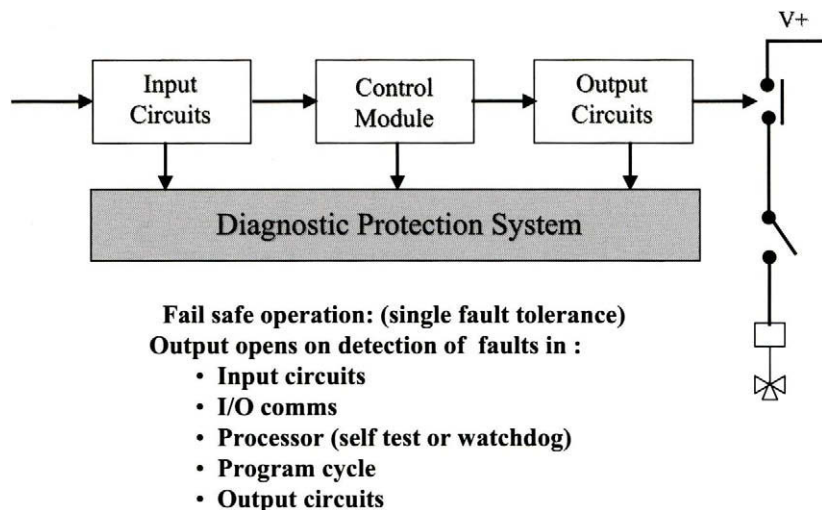 V+
Input
Circuits
Control
Module
Output
Circuits
Diagnostic Protection System
Fail safe operation: (single fault tolerance)
Output opens on detection of faults in :
• Input circuits
• I/O comms
• Processor (self test or watchdog)
• Program cycle
• Output circuits